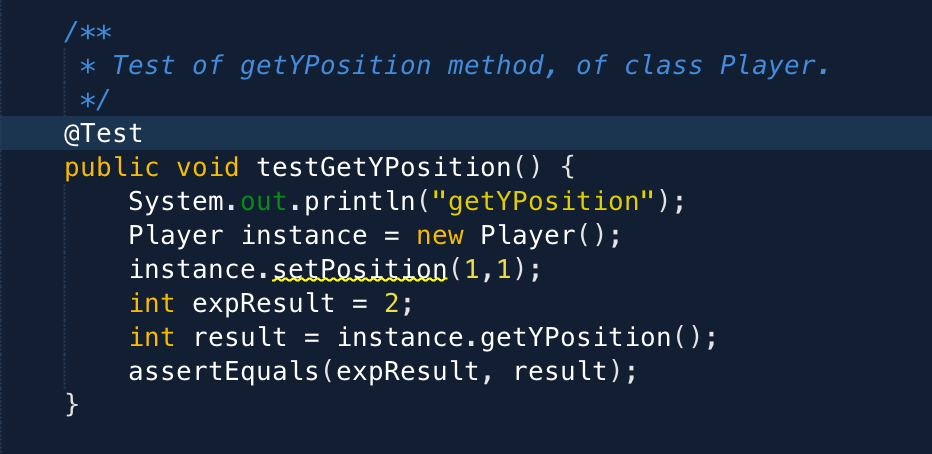 /**
 * Test of getYPosition method, of class Player.
 */
@Test
public void testGetYPosition() {
    System.out.println("getYPosition");
    Player instance = new Player();
    instance.setPosition(1,1);
    int expResult = 2;
    int result = instance.getYPosition();
    assertEquals(expResult, result);
}